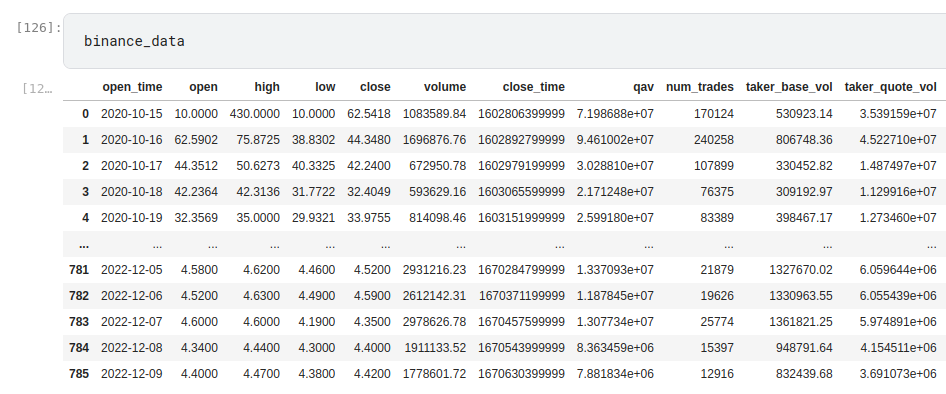 [126]:
binance_data
[12...
open_time open high low close volume close_time qav num_trades taker_base_vol taker_quote_vol
0 2020-10-15 10.0000 430.0000 10.0000 62.5418 1083589.84 1602806399999 7.198688e+07 170124 530923.14 3.539159e+07
1 2020-10-16 62.5902 75.8725 38.8302 44.3480 1696876.76 1602892799999 9.461002e+07 240258 806748.36 4.522710e+07
2 2020-10-17 44.3512 50.6273 40.3325 42.2400 672950.78 1602979199999 3.028810e+07 107899 330452.82 1.487497e+07
3 2020-10-18 42.2364 42.3136 31.7722 32.4049 593629.16 1603065599999 2.171248e+07 76375 309192.97 1.129916e+07
4 2020-10-19 32.3569 35.0000 29.9321 33.9755 814098.46 1603151999999 2.599180e+07 83389 398467.17 1.273460e+07
... ... ... ... ... ... ... ... ... ... ... ...
781 2022-12-05 4.5800 4.6200 4.4600 4.5200 2931216.23 1670284799999 1.337093e+07 21879 1327670.02 6.059644e+06
782 2022-12-06 4.5200 4.6300 4.4900 4.5900 2612142.31 1670371199999 1.187845e+07 19626 1330963.55 6.055439e+06
783 2022-12-07 4.6000 4.6000 4.1900 4.3500 2978626.78 1670457599999 1.307734e+07 25774 1361821.25 5.974891e+06
784 2022-12-08 4.3400 4.4400 4.3000 4.4000 1911133.52 1670543999999 8.363459e+06 15397 948791.64 4.154511e+06
785 2022-12-09 4.4000 4.4700 4.3800 4.4200 1778601.72 1670630399999 7.881834e+06 12916 832439.68 3.691073e+06